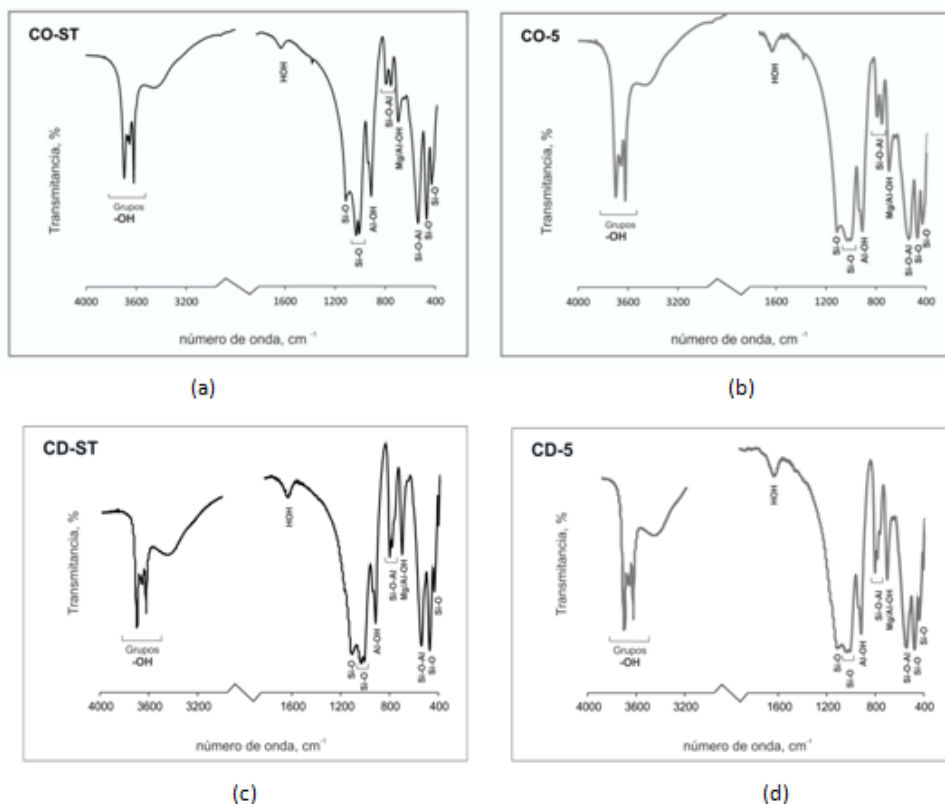 CO-ST
Transmitancia, %
Grupos
-OH
HOH
Si-O
Si-O
Al-OH
Si-O-Al
Mg/Al-OH
Si-O-Al
Si-O
Si-O
4000 3600 3200 1600 1200 800 400
número de onda, cm -1
(a)
CO-5
Transmitancia, %
Grupos
-OH
HOH
Si-O
Si-O
Al-OH
Si-O-Al
Mg/Al-OH
Si-O-Al
Si-O
Si-O
4000 3600 3200 1600 1200 800 400
número de onda, cm -1
(b)
CD-ST
Transmitancia, %
Grupos
-OH
HOH
Si-O
Si-O
Al-OH
Si-O-Al
Mg/Al-OH
Si-O-Al
Si-O
Si-O
4000 3600 3200 1600 1200 800 400
número de onda, cm-1
(c)
CD-5
Transmitancia, %
Grupos
-OH
HOH
Si-O
Si-O
Al-OH
Si-O-Al
Mg/Al-OH
Si-O-Al
Si-O
Si-O
4000 3600 3200 1600 1200 800 400
número de onda, cm -1
(d)